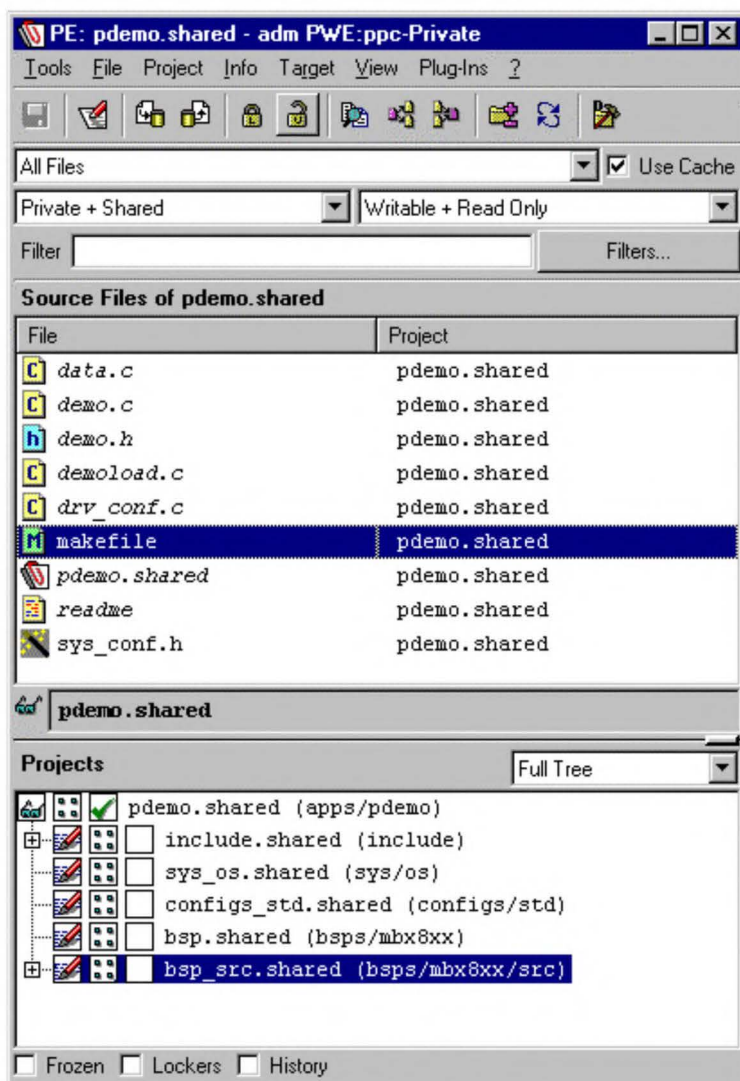 PE: pdemo.shared - adm PWE:ppc-Private
Tools File Project Info Target View Plug-Ins ?
All Files Use Cache
Private + Shared Writable + Read Only
Filter Filters...
Source Files of pdemo.shared
File Project
data.c pdemo.shared
demo.c pdemo.shared
demo.h pdemo.shared
demoload.c pdemo.shared
drv_conf.c pdemo.shared
makefile pdemo.shared
pdemo.shared pdemo.shared
readme pdemo.shared
sys_conf.h pdemo.shared
pdemo.shared
Projects Full Tree
pdemo.shared (apps/pdemo)
include.shared (include)
sys_os.shared (sys/os)
configs_std.shared (configs/std)
bsp.shared (bsps/mbx8xx)
bsp_src.shared (bsps/mbx8xx/src)
Frozen Lockers History